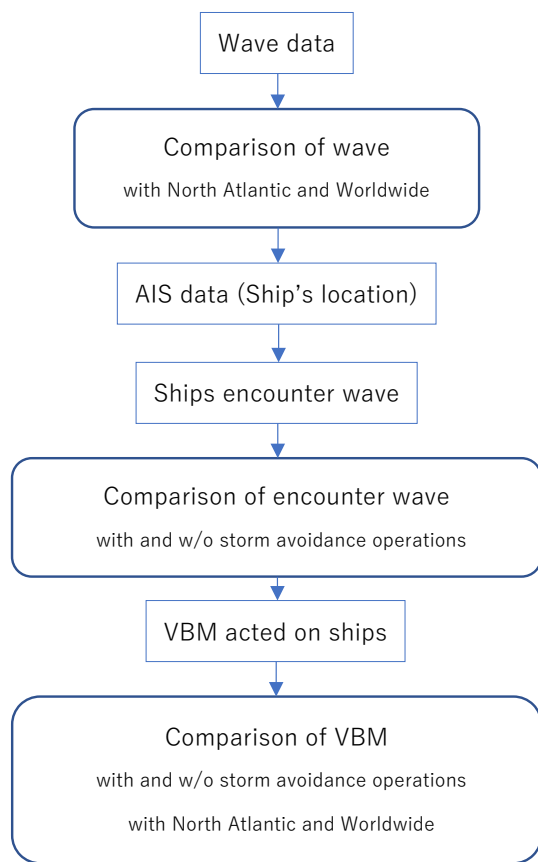 Wave data
Comparison of wave
with North Atlantic and Worldwide
AIS data (Ship's location)
Ships encounter wave
Comparison of encounter wave
with and w/o storm avoidance operations
VBM acted on ships
Comparison of VBM
with and w/o storm avoidance operations
with North Atlantic and Worldwide